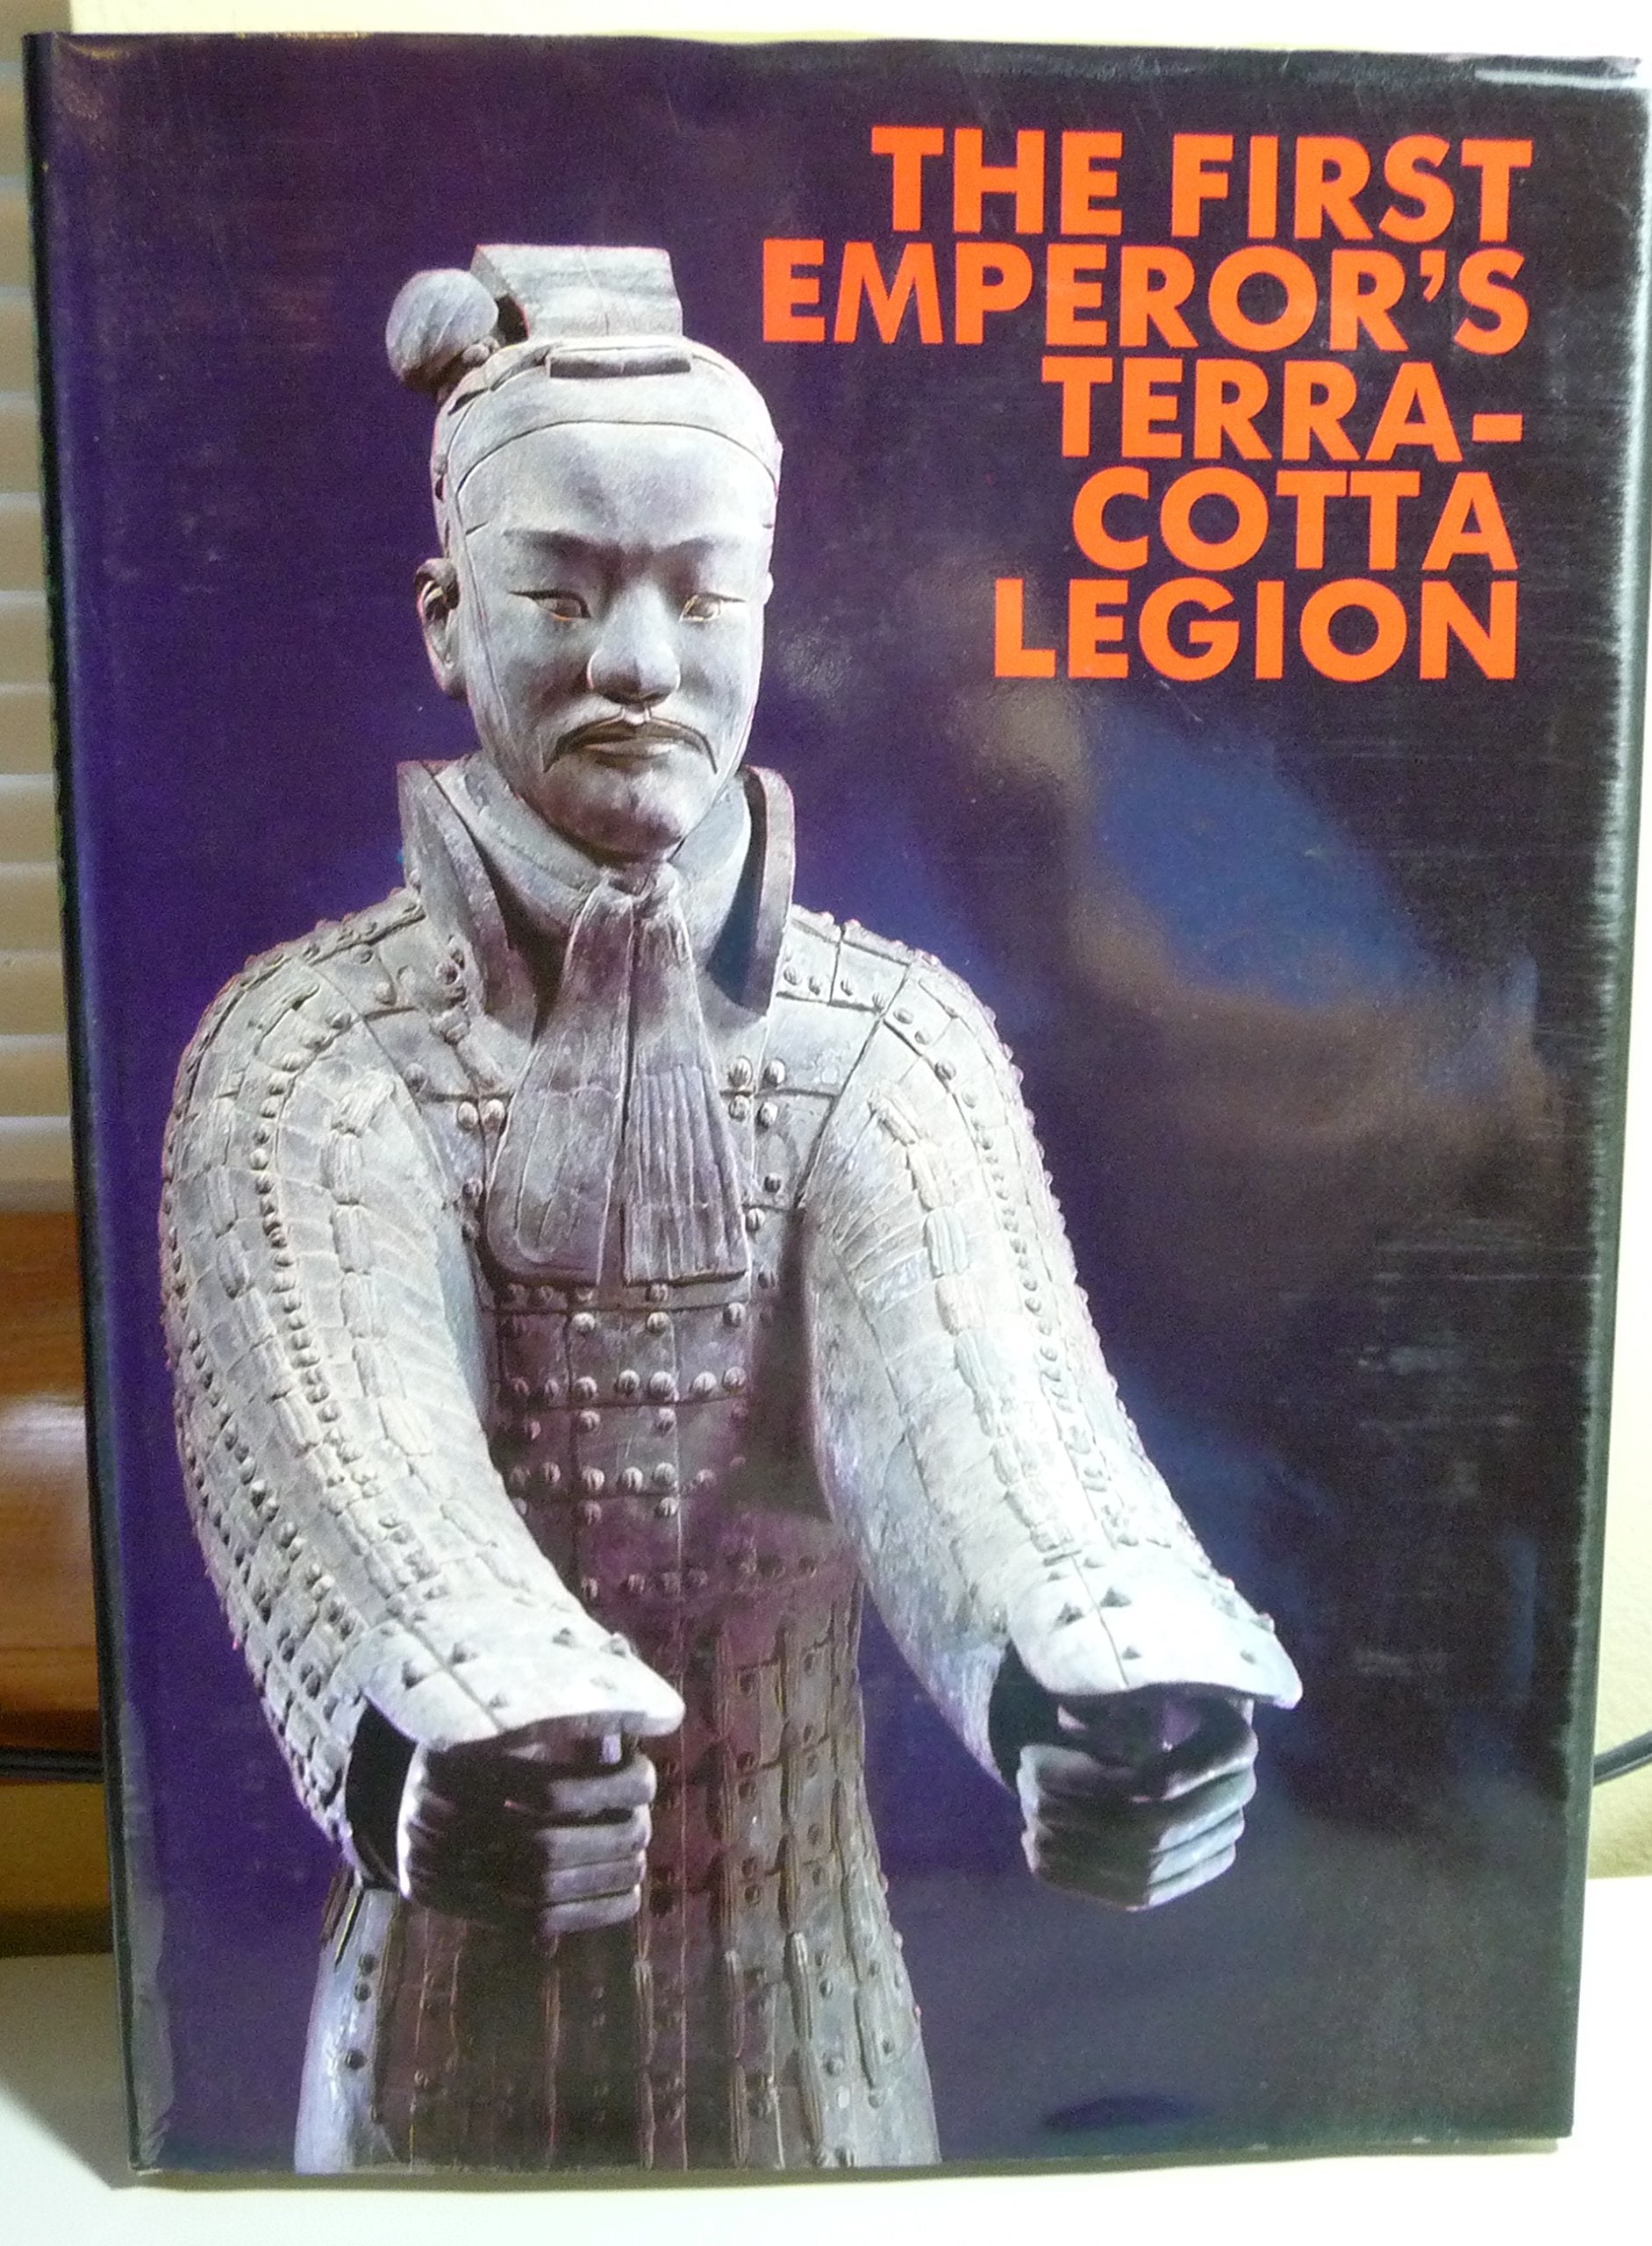 THE FIRST
EMPEROR'S
TERRA-
COTTA
LEGION